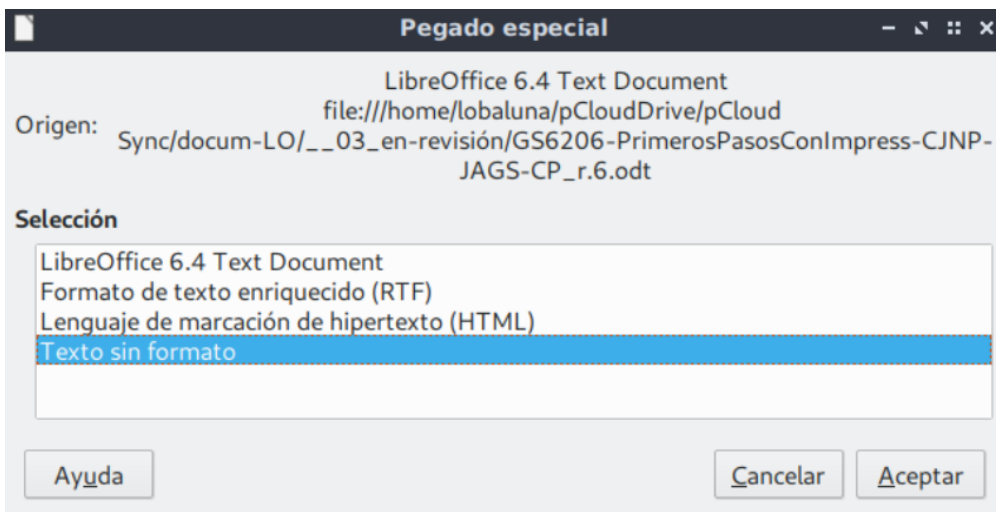 Pegado especial
LibreOffice 6.4 Text Document
file:///home/lobaluna/pCloudDrive/pCloud
Origen:
Sync/docum-LO/__03_en-revisión/GS6206-PrimerosPasosConImpress-CJNP-
JAGS-CP_r.6.odt
Selección
LibreOffice 6.4 Text Document
Formato de texto enriquecido (RTF)
Lenguaje de marcación de hipertexto (HTML)
Texto sin formato
Ayuda
Cancelar
Aceptar